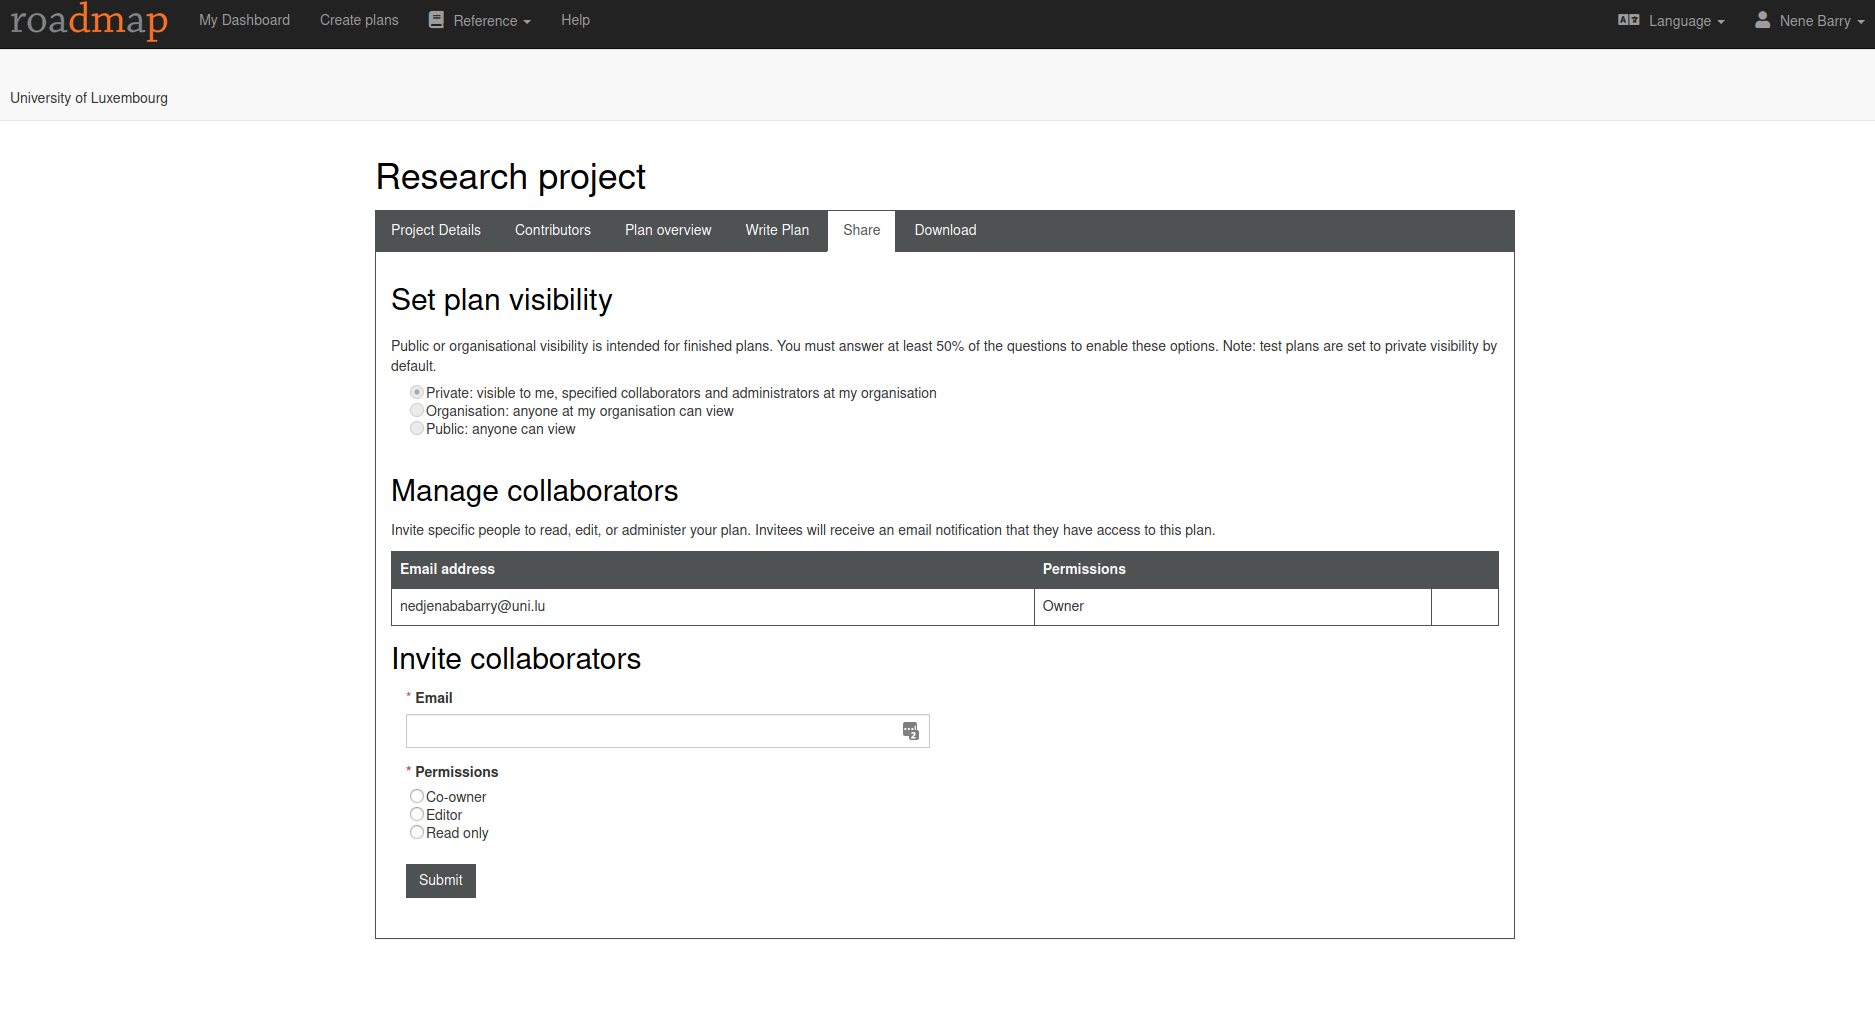 roadmap My Dashboard Create plans Reference Help Language Nene Barry
University of Luxembourg
Research project
Project Details Contributors Plan overview Write Plan Share Download
Set plan visibility
Public or organisational visibility is intended for finished plans. You must answer at least 50% of the questions to enable these options. Note: test plans are set to private visibility by
default.
Private: visible to me, specified collaborators and administrators at my organisation
Organisation: anyone at my organisation can view
Public: anyone can view
Manage collaborators
Invite specific people to read, edit, or administer your plan. Invitees will receive an email notification that they have access to this plan.
Email address Permissions
nedjenababarry@uni.lu Owner
Invite collaborators
* Email
2
* Permissions
Co-owner
Editor
Read only
Submit